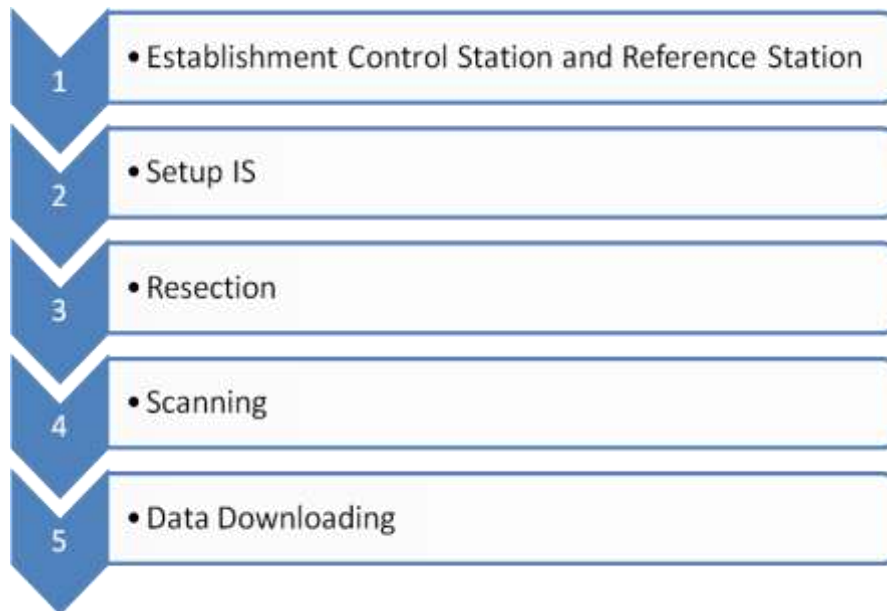 1
• Establishment Control Station and Reference Station
2
• Setup IS
3
• Resection
4
• Scanning
5
• Data Downloading